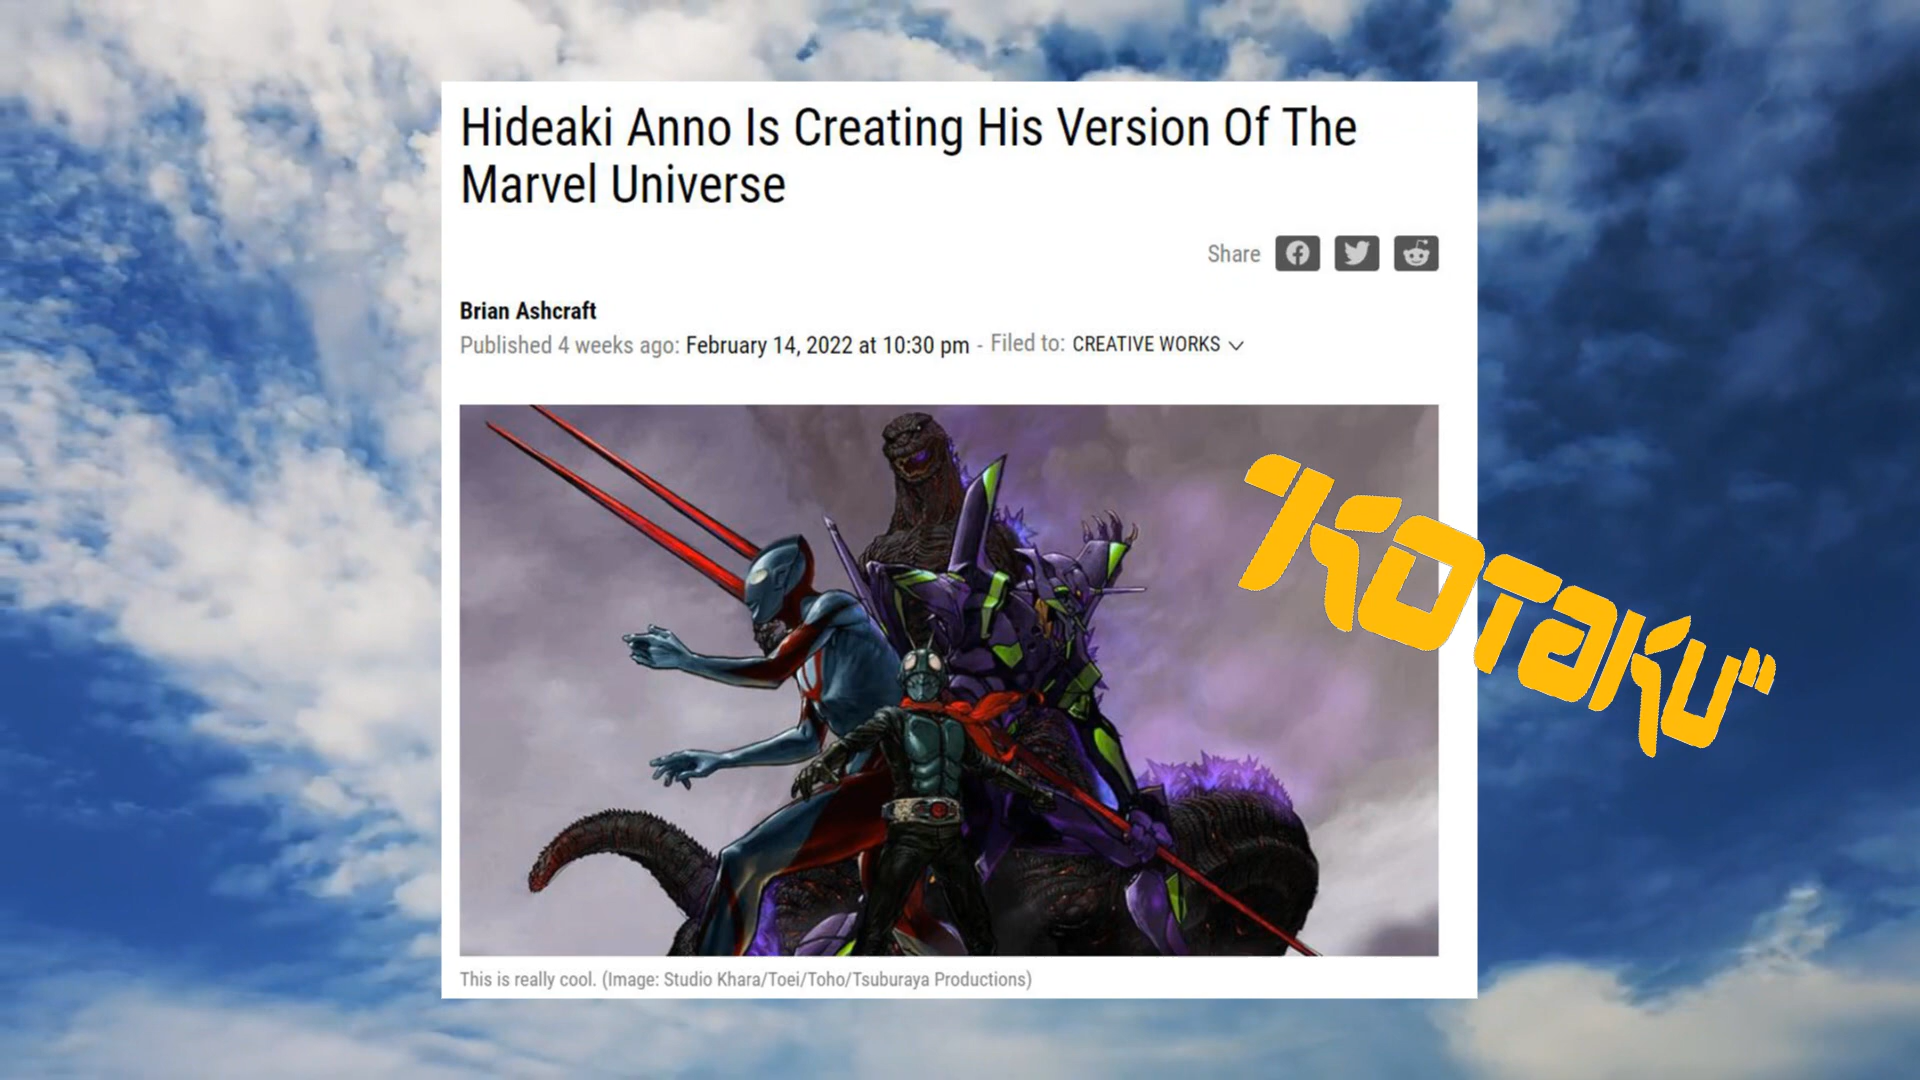 Hideaki Anno Is Creating His Version Of The
Marvel Universe
Share
Brian Ashcraft
Published 4 weeks ago: February 14, 2022 at 10:30 pm - Filed to: CREATIVE WORKS
KOTAKU
This is really cool. (Image: Studio Khara/Toei/Toho/Tsuburaya Productions)